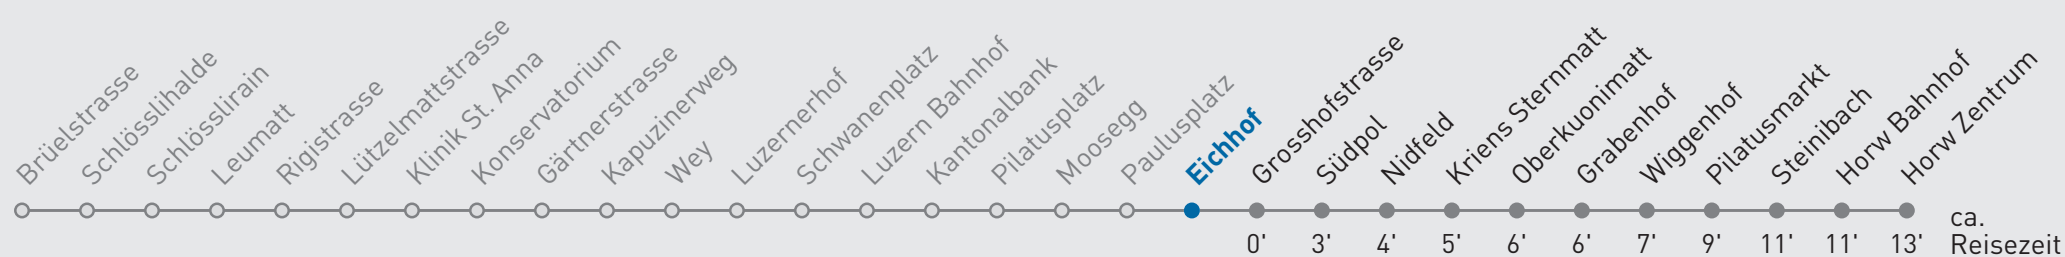 Brüelstrasse
Schlösslihalde
Schlösslirain
Leumatt
Rigistrasse
Lützelmattstrasse
Klinik St. Anna
Konservatorium
Gärtnerstrasse
Kapuzinerweg
Wey
Luzernerhof
Schwanenplatz
Luzern Bahnhof
Kantonalbank
Pilatusplatz
Moosegg
Paulusplatz
Eichhof
Grosshofstrasse
Südpol
Nidfeld
Kriens Sternmatt
Oberkuonimatt
Grabenhof
Wiggenhof
Pilatusmarkt
Steinibach
Horw Bahnhof
Horw Zentrum
0' 3' 4' 5' 6' 6' 7' 9' 11' 11' 13'
ca.
Reisezeit